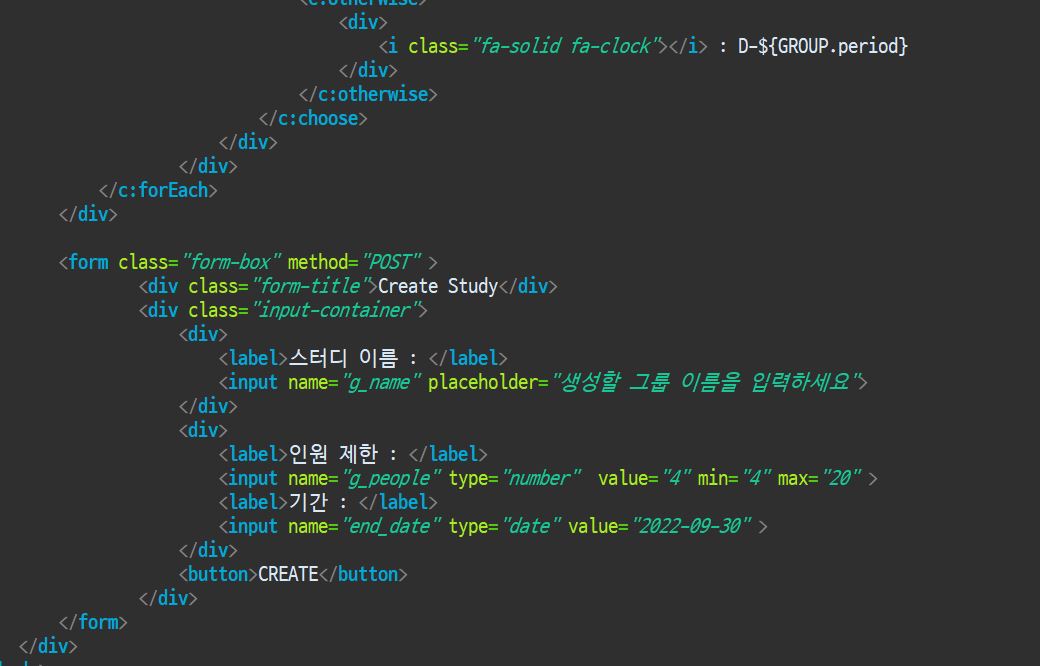 <c:otherwise>
<div>
<i class="fa-solid fa-clock"></i> : D-${GROUP.period}
</div>
</c:otherwise>
</c:choose>
</div>
</div>
</c:forEach>
</div>
<form class="form-box" method="POST" >
<div class="form-title">Create Study</div>
<div class="input-container">
<div>
<label>스터디 이름 : </label>
<input name="g_name" placeholder="생성할 그룹 이름을 입력하세요">
</div>
<div>
<label>인원 제한 : </label>
<input name="g_people" type="number"  value="4" min="4" max="20" >
<label>기간 : </label>
<input name="end_date" type="date" value="2022-09-30" >
</div>
<button>CREATE</button>
</div>
</form>
</div>